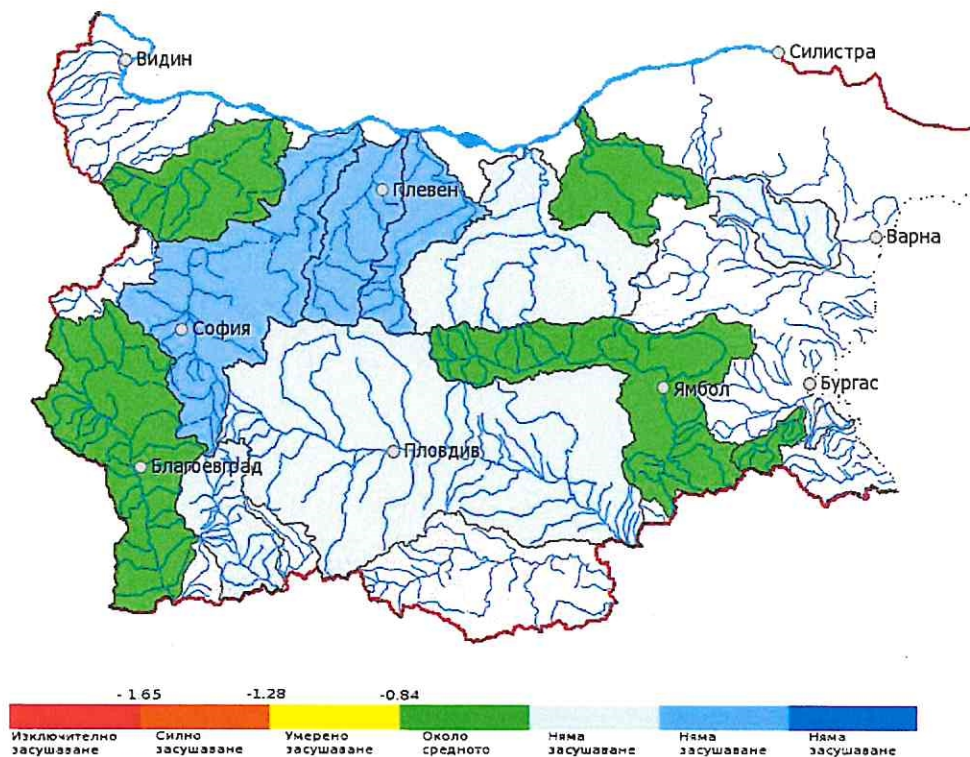 Видин
Силистра
Плевен
Варна
София
Ямбол
Бургас
Пловдив
Благоевград
- 1.65 -1.28 -0.84
Изключително засушаване
Силно засушаване
Умерено засушаване
Около средното
Няма засушаване
Няма засушаване
Няма засушаване